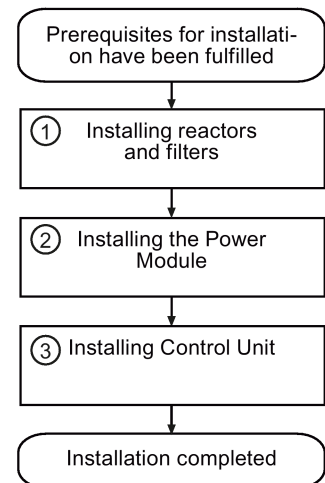 Prerequisites for installati-
on have been fulfilled
1 Installing reactors
and filters
2 Installing the Power
Module
3 Installing Control Unit
Installation completed